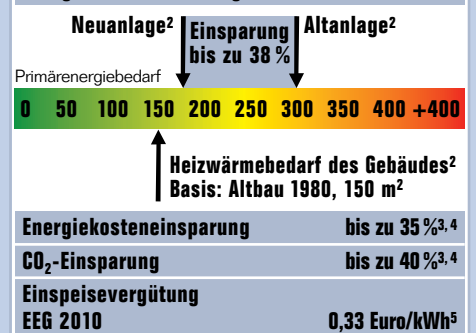 Neuanlage² Einsparung Altanlage²
bis zu 38 %
Primärenergiebedarf
0 50 100 150 200 250 300 350 400 +400
Heizwärmebedarf des Gebäudes²
Basis: Altbau 1980, 150 m²
Energiekosteneinsparung bis zu 35 %³,⁴
CO₂-Einsparung bis zu 40 %³,⁴
Einspeisevergütung
EEG 2010 0,33 Euro/kWh⁵